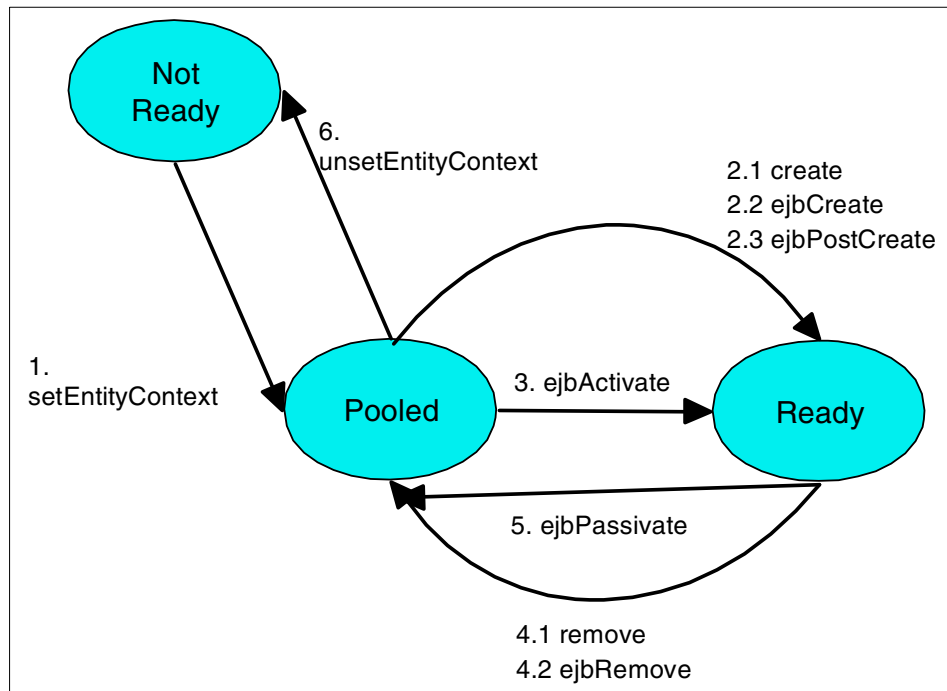 Not
Ready
6.
unsetEntityContext
2.1 create
2.2 ejbCreate
2.3 ejbPostCreate
1.
setEntityContext
Pooled
3. ejbActivate
Ready
5. ejbPassivate
4.1 remove
4.2 ejbRemove